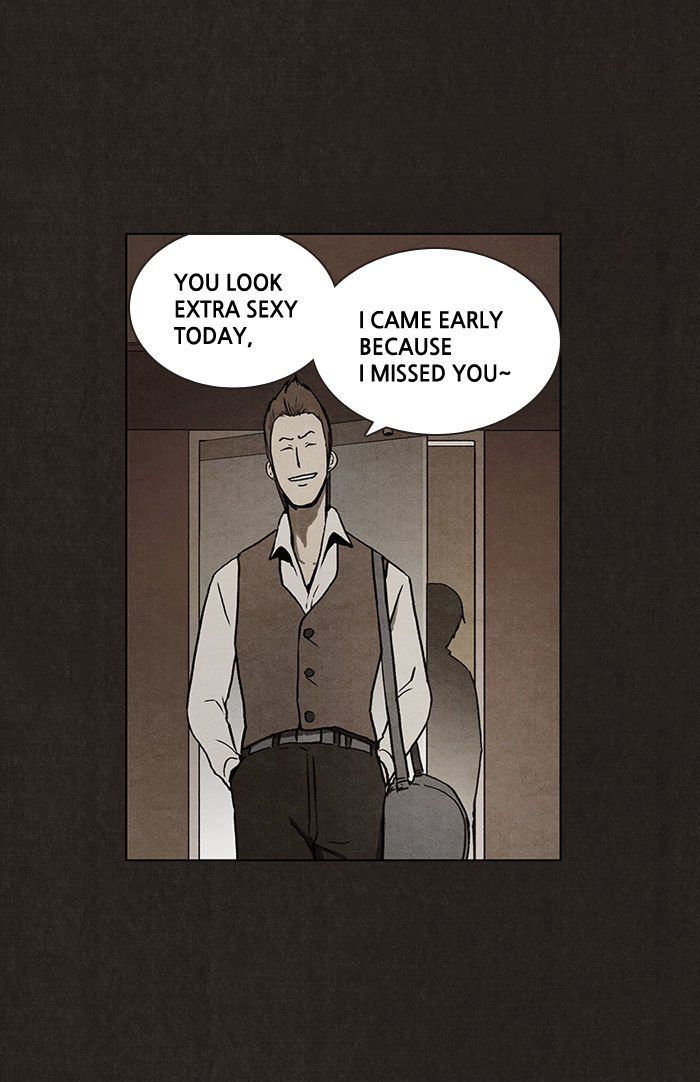 YOU LOOK
EXTRA SEXY
TODAY,
I CAME EARLY
BECAUSE
I MISSED YOU~